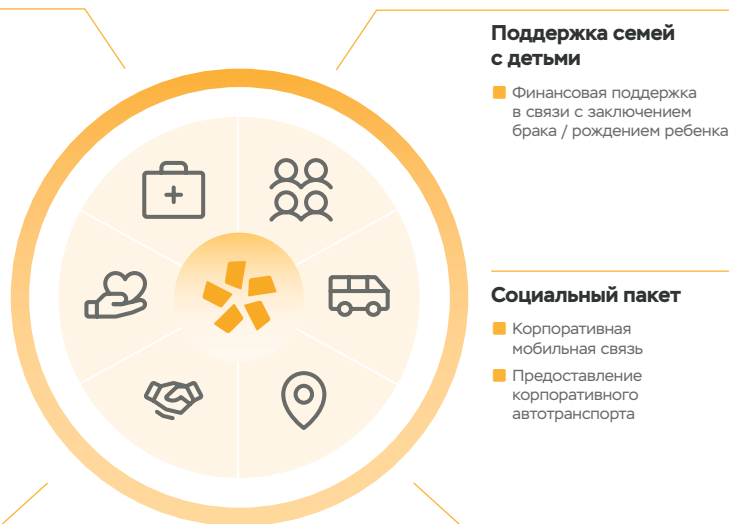 Поддержка семей
с детьми
Финансовая поддержка
в связи с заключением
брака / рождением ребенка
Социальный пакет
Корпоративная
мобильная связь
Предоставление
корпоративного
автотранспорта